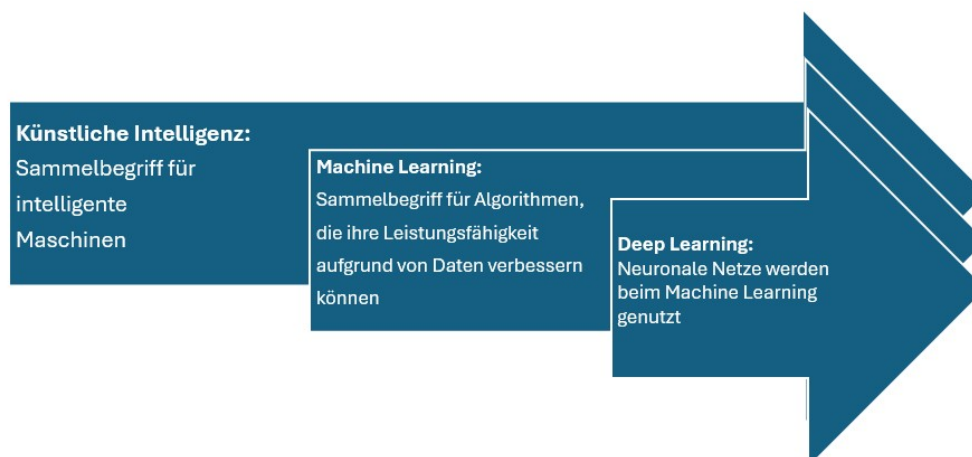 Künstliche Intelligenz:
Sammelbegriff für
intelligente
Maschinen
Machine Learning:
Sammelbegriff für Algorithmen,
die ihre Leistungsfähigkeit
aufgrund von Daten verbessern
können
Deep Learning:
Neuronale Netze werden
beim Machine Learning
genutzt